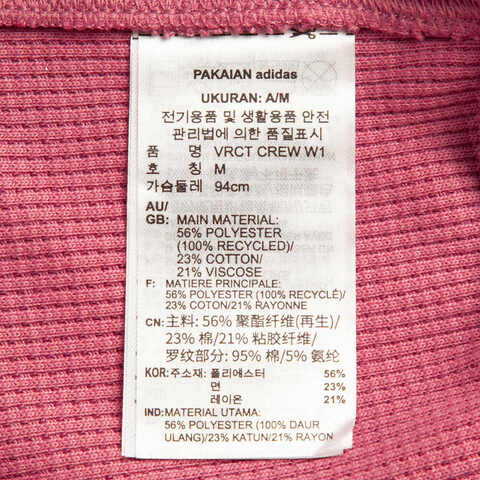 PAKAIAN adidas
UKURAN: A/M
전기용품 및 생활용품 안전
관리법에 의한 품질표시
품 명 VRCT CREW W1
호 칭 M
가슴둘레 94cm
AU/
GB: MAIN MATERIAL:
56% POLYESTER
(100% RECYCLED)/
23% COTTON/
21% VISCOSE
F: MATIERE PRINCIPALE:
56% POLYESTER (100% RECYCLÉ)/
23% COTON/21% RAYONNE
CN: 主料: 56% 聚酯纤维(再生)/
23% 棉/21% 粘胶纤维/
罗纹部分: 95% 棉/5% 氨纶
KOR: 주소재: 폴리에스터 56%
면 23%
레이온 21%
IND: MATERIAL UTAMA:
56% POLYESTER (100% DAUR
ULANG)/23% KATUN/21% RAYON